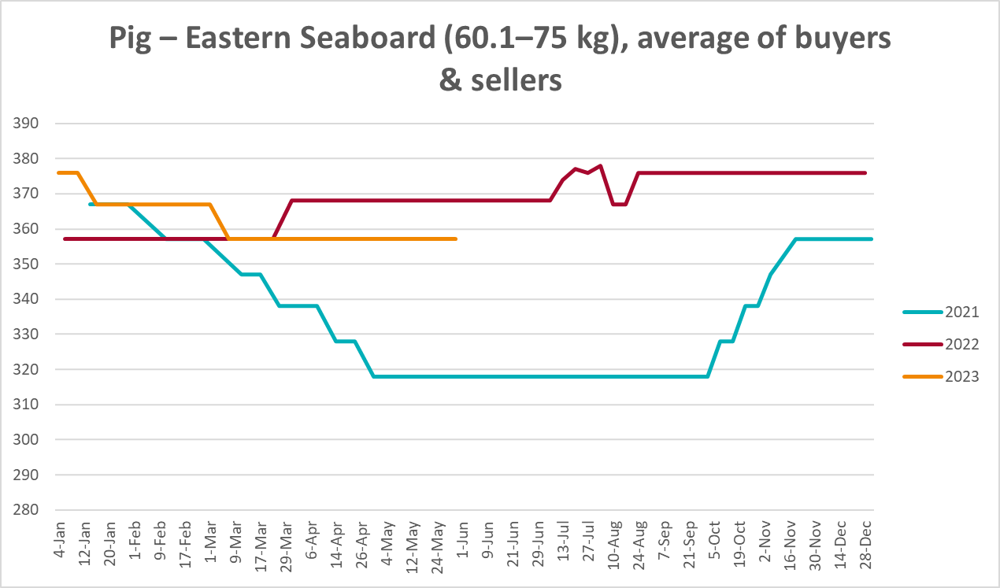 Pig – Eastern Seaboard (60.1–75 kg), average of buyers
& sellers
390
380
370
360
350
340
330
320
310
300
290
280
4-Jan
12-Jan
20-Jan
1-Feb
9-Feb
17-Feb
1-Mar
9-Mar
17-Mar
29-Mar
6-Apr
14-Apr
26-Apr
4-May
12-May
24-May
1-Jun
9-Jun
21-Jun
29-Jun
13-Jul
27-Jul
10-Aug
24-Aug
7-Sep
21-Sep
5-Oct
19-Oct
2-Nov
16-Nov
30-Nov
14-Dec
28-Dec
2021
2022
2023